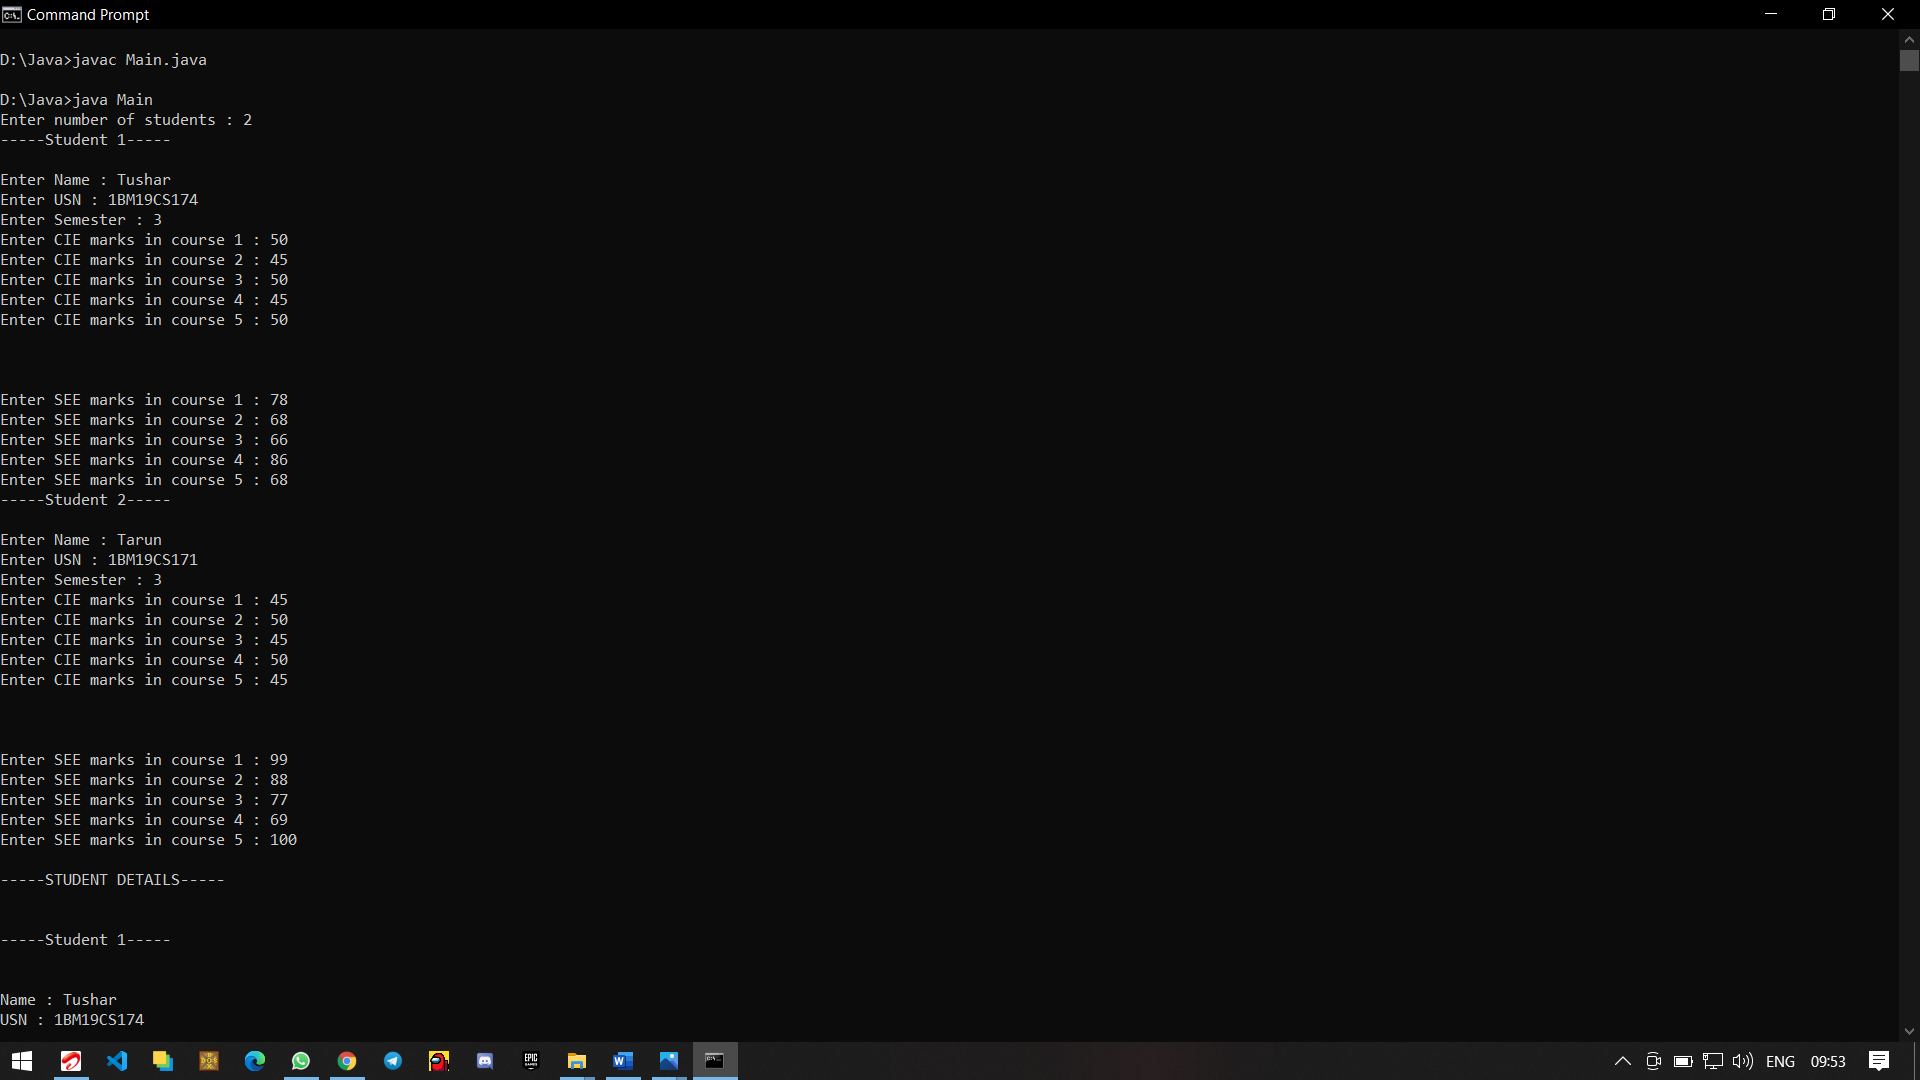 Command Prompt
D:\Java>javac Main.java
D:\Java>java Main
Enter number of students : 2
-----Student 1-----
Enter Name : Tushar
Enter USN : 1BM19CS174
Enter Semester : 3
Enter CIE marks in course 1 : 50
Enter CIE marks in course 2 : 45
Enter CIE marks in course 3 : 50
Enter CIE marks in course 4 : 45
Enter CIE marks in course 5 : 50
Enter SEE marks in course 1 : 78
Enter SEE marks in course 2 : 68
Enter SEE marks in course 3 : 66
Enter SEE marks in course 4 : 86
Enter SEE marks in course 5 : 68
-----Student 2-----
Enter Name : Tarun
Enter USN : 1BM19CS171
Enter Semester : 3
Enter CIE marks in course 1 : 45
Enter CIE marks in course 2 : 50
Enter CIE marks in course 3 : 45
Enter CIE marks in course 4 : 50
Enter CIE marks in course 5 : 45
Enter SEE marks in course 1 : 99
Enter SEE marks in course 2 : 88
Enter SEE marks in course 3 : 77
Enter SEE marks in course 4 : 69
Enter SEE marks in course 5 : 100
-----STUDENT DETAILS-----
-----Student 1-----
Name : Tushar
USN : 1BM19CS174
ENG 09:53